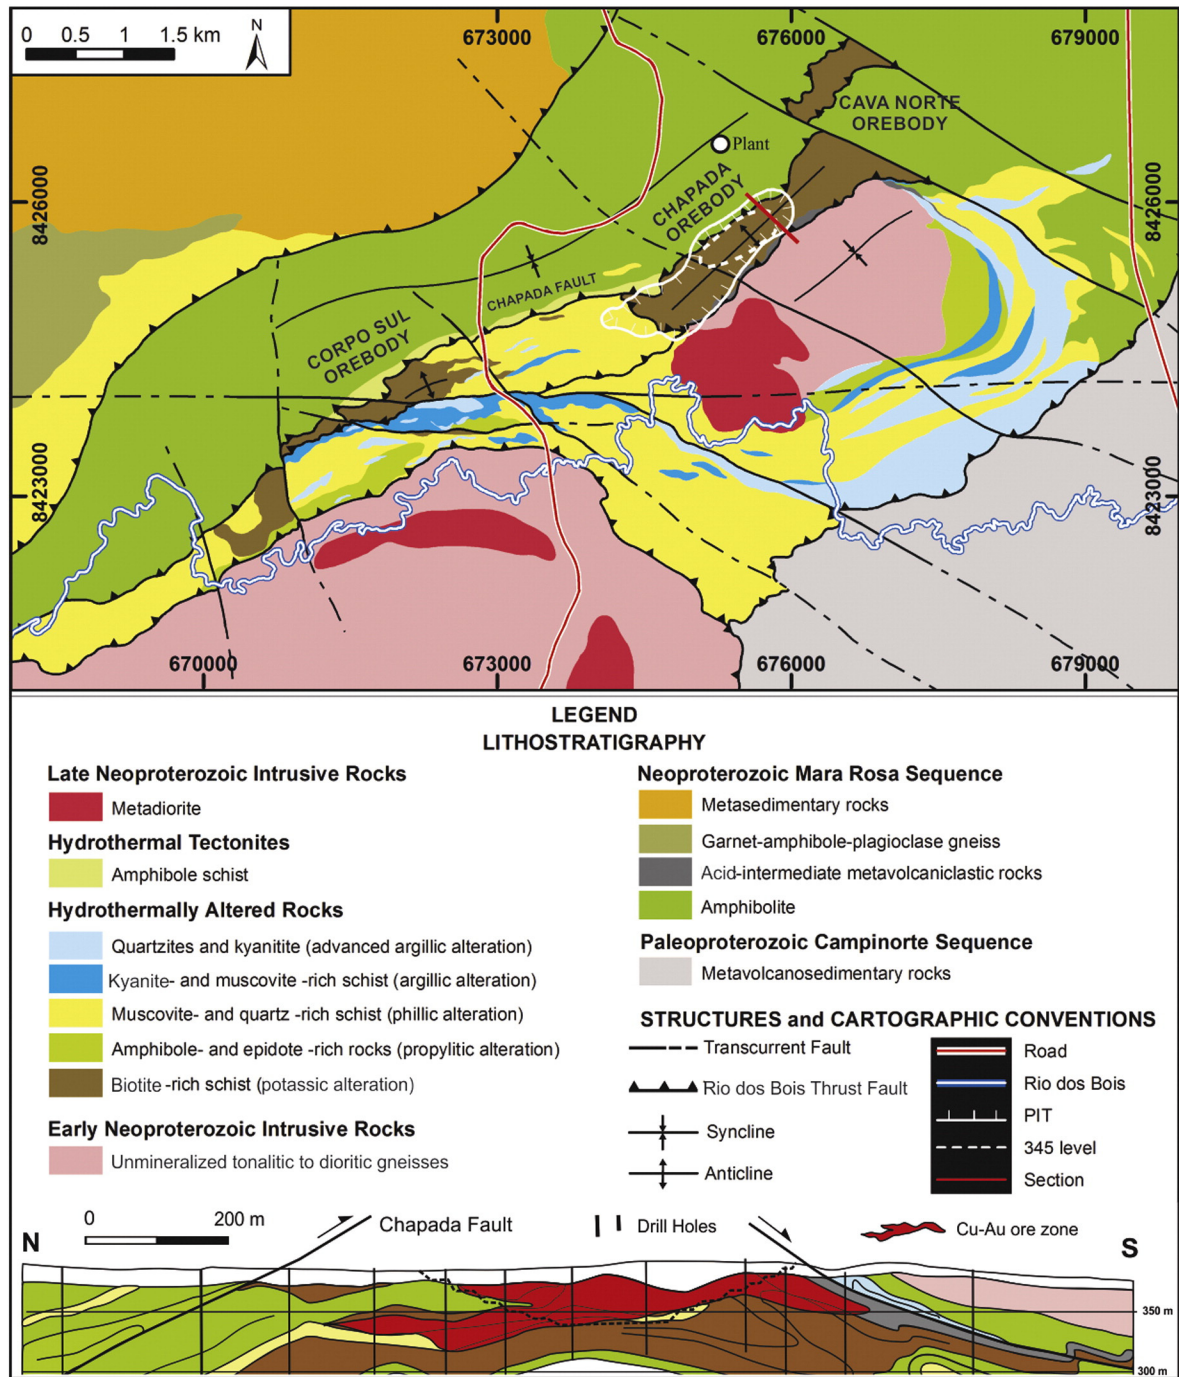 0 0.5 1 1.5 km
N
673000
676000
679000
CAVA NORTE
OREBODY
Plant
8426000
8426000
CHAPADA
OREBODY
CHAPADA FAULT
CORPO SUL
OREBODY
8423000
8423000
670000
673000
676000
679000
LEGEND
LITHOSTRATIGRAPHY
Late Neoproterozoic Intrusive Rocks
Metadiorite
Hydrothermal Tectonites
Amphibole schist
Hydrothermally Altered Rocks
Quartzites and kyanitite (advanced argillic alteration)
Kyanite- and muscovite -rich schist (argillic alteration)
Muscovite- and quartz -rich schist (phillic alteration)
Amphibole- and epidote -rich rocks (propylitic alteration)
Biotite -rich schist (potassic alteration)
Early Neoproterozoic Intrusive Rocks
Unmineralized tonalitic to dioritic gneisses
Neoproterozoic Mara Rosa Sequence
Metasedimentary rocks
Garnet-amphibole-plagioclase gneiss
Acid-intermediate metavolcaniclastic rocks
Amphibolite
Paleoproterozoic Campinorte Sequence
Metavolcanosedimentary rocks
STRUCTURES and CARTOGRAPHIC CONVENTIONS
Transcurrent Fault
Rio dos Bois Thrust Fault
Syncline
Anticline
Road
Rio dos Bois
PIT
345 level
Section
0 200 m
Chapada Fault
Drill Holes
Cu-Au ore zone
N
S
350 m
300 m